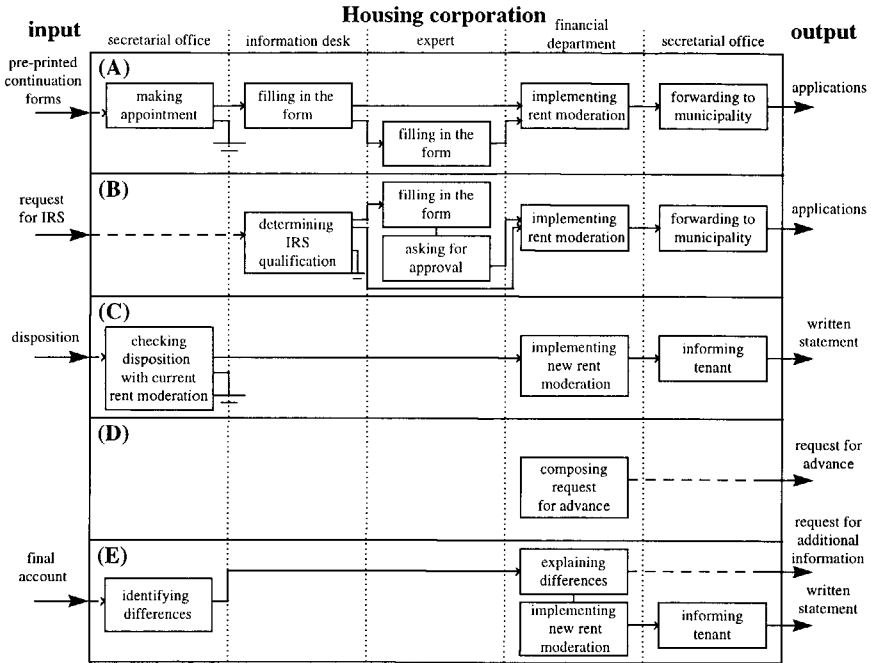 Housing corporation
input
output
secretarial office
information desk
expert
financial
department
secretarial office
(A)
pre-printed
continuation
forms
making
appointment
filling in the
form
filling in the
form
implementing
rent moderation
forwarding to
municipality
applications
(B)
request
for IRS
determining
IRS
qualification
filling in the
form
asking for
approval
implementing
rent moderation
forwarding to
municipality
applications
(C)
disposition
checking
disposition
with current
rent moderation
implementing
new rent
moderation
informing
tenant
written
statement
(D)
composing
request
for advance
request for
advance
(E)
final
account
identifying
differences
explaining
differences
implementing
new rent
moderation
informing
tenant
request for
additional
information
written
statement